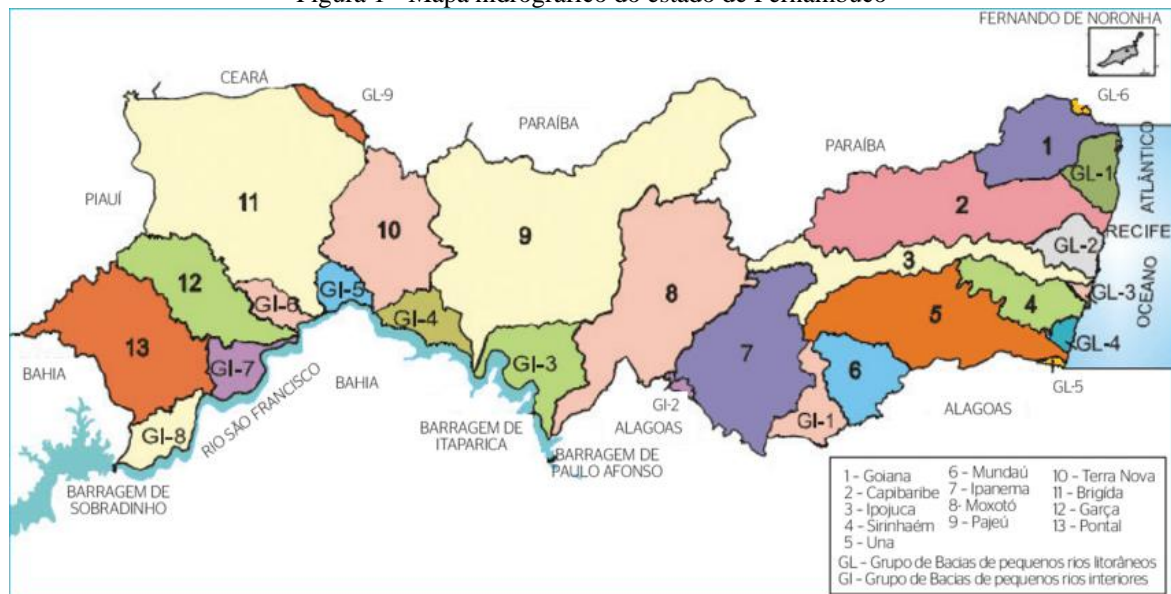 Figura 1 – Mapa hidrográfico do estado de Pernambuco
FERNANDO DE NORONHA
CEARÁ
GL-9
GL-6
PARAÍBA
PARAÍBA
PIAUÍ
1
GL-1
ATLÂNTICO
11
2
10
9
RECIFE
GL-2
3
12
GI-6
GI-5
8
GL-3
OCEANO
4
GI-4
5
13
GL-4
GI-7
GI-3
7
BAHIA
6
GL-5
BAHIA
GI-2
RIO SÃO FRANCISCO
GI-1
ALAGOAS
GI-8
BARRAGEM DE
ITAPARICA
ALAGOAS
BARRAGEM DE
PAULO AFONSO
BARRAGEM DE
SOBRADINHO
1 - Goiana
2 - Capibaribe
3 - Ipojuca
4 - Sirinhaém
5 - Una
6 - Mundaú
7 - Ipanema
8- Moxotó
9 - Pajeú
10 - Terra Nova
11 - Brigída
12 - Garça
13 - Pontal
GL - Grupo de Bacias de pequenos rios litorâneos
GI - Grupo de Bacias de pequenos rios interiores